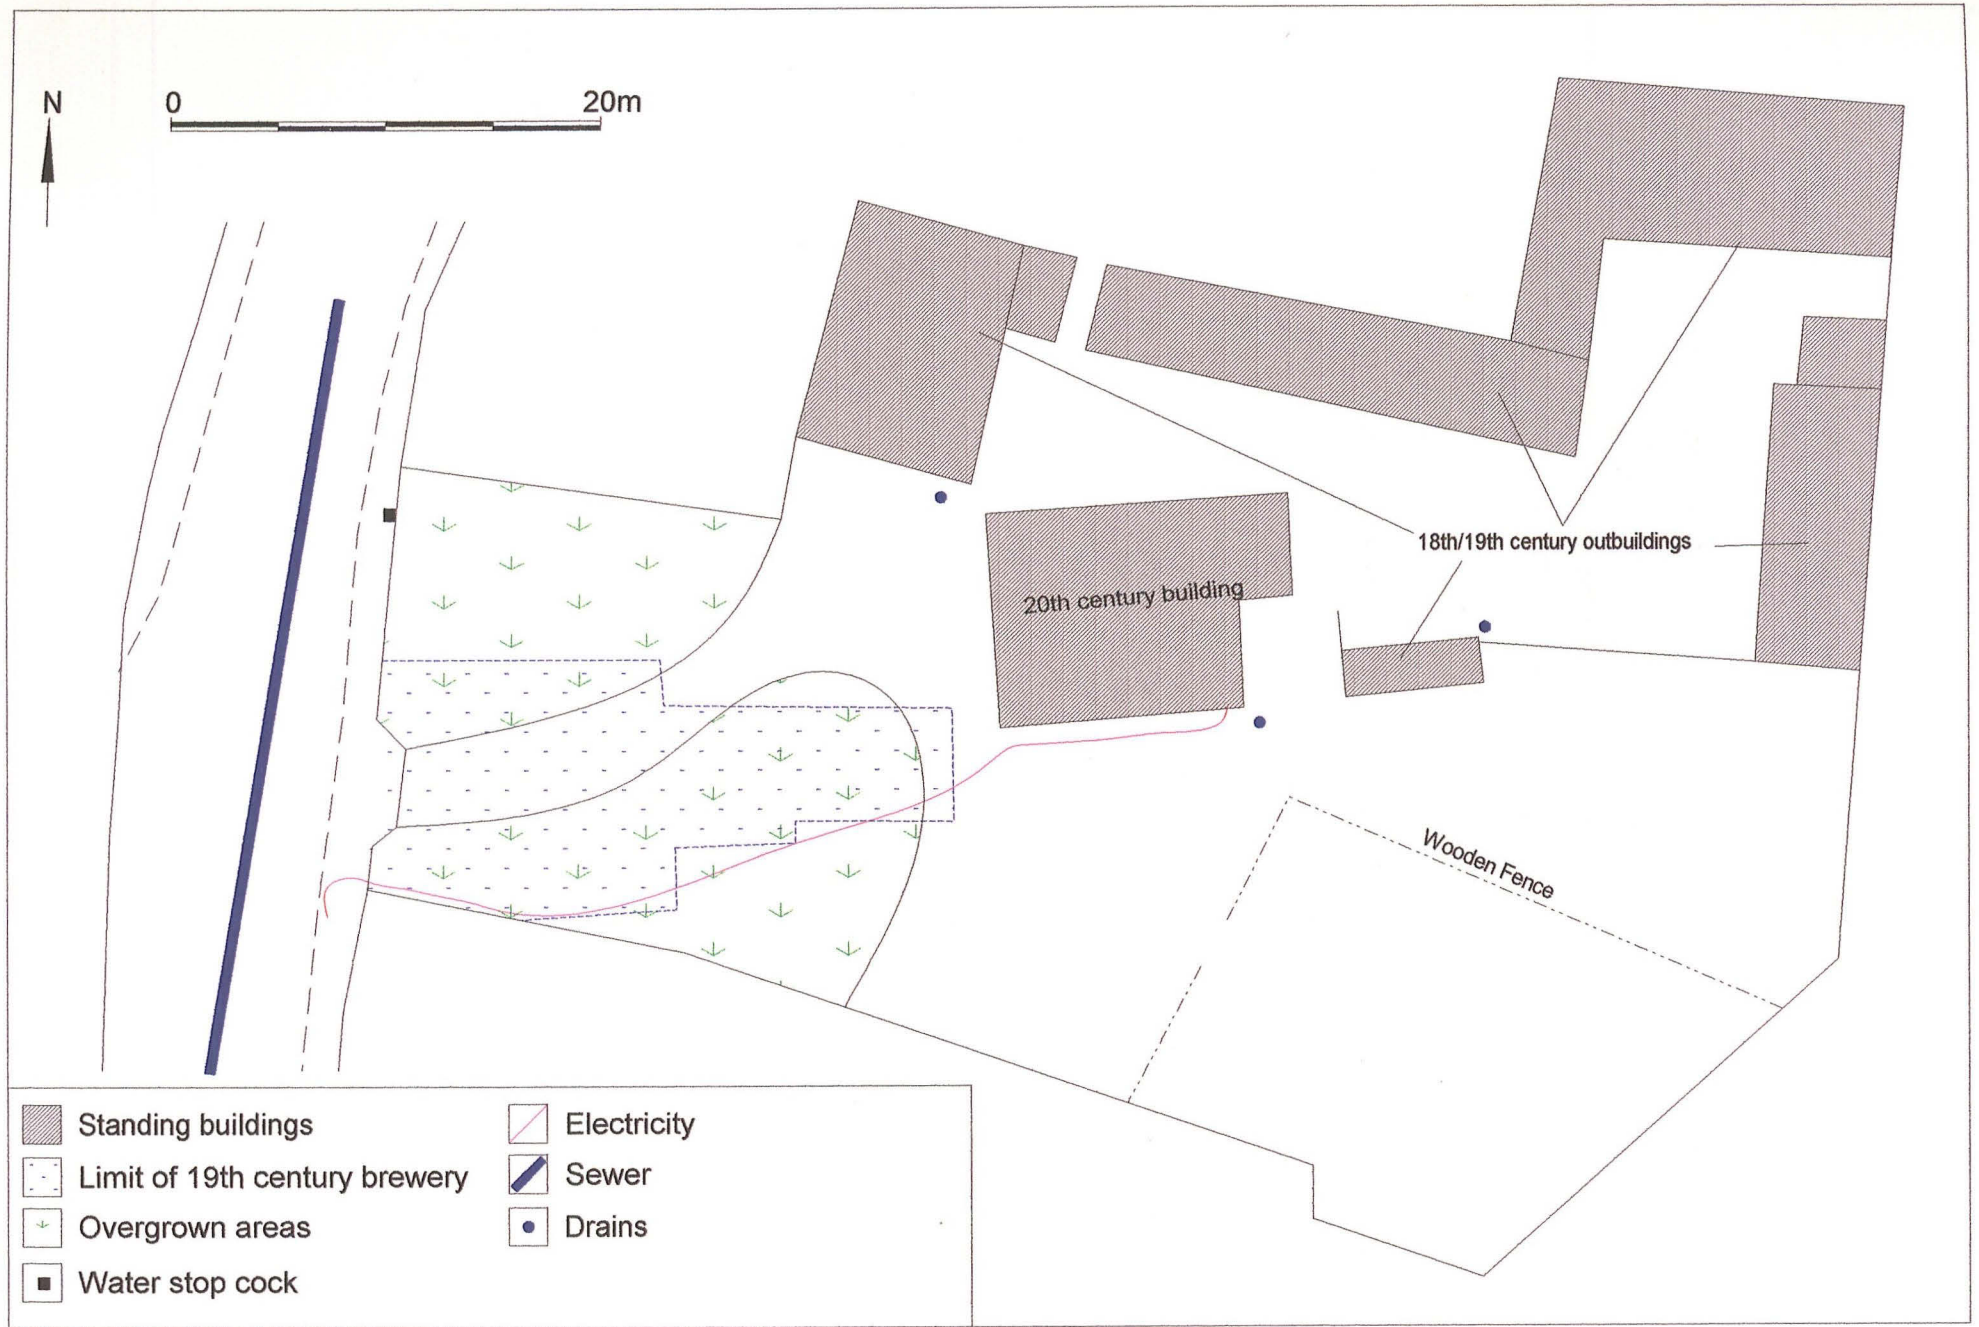 N
0 20m
18th/19th century outbuildings
20th century building
Wooden Fence
Standing buildings
Limit of 19th century brewery
Overgrown areas
Water stop cock
Electricity
Sewer
Drains